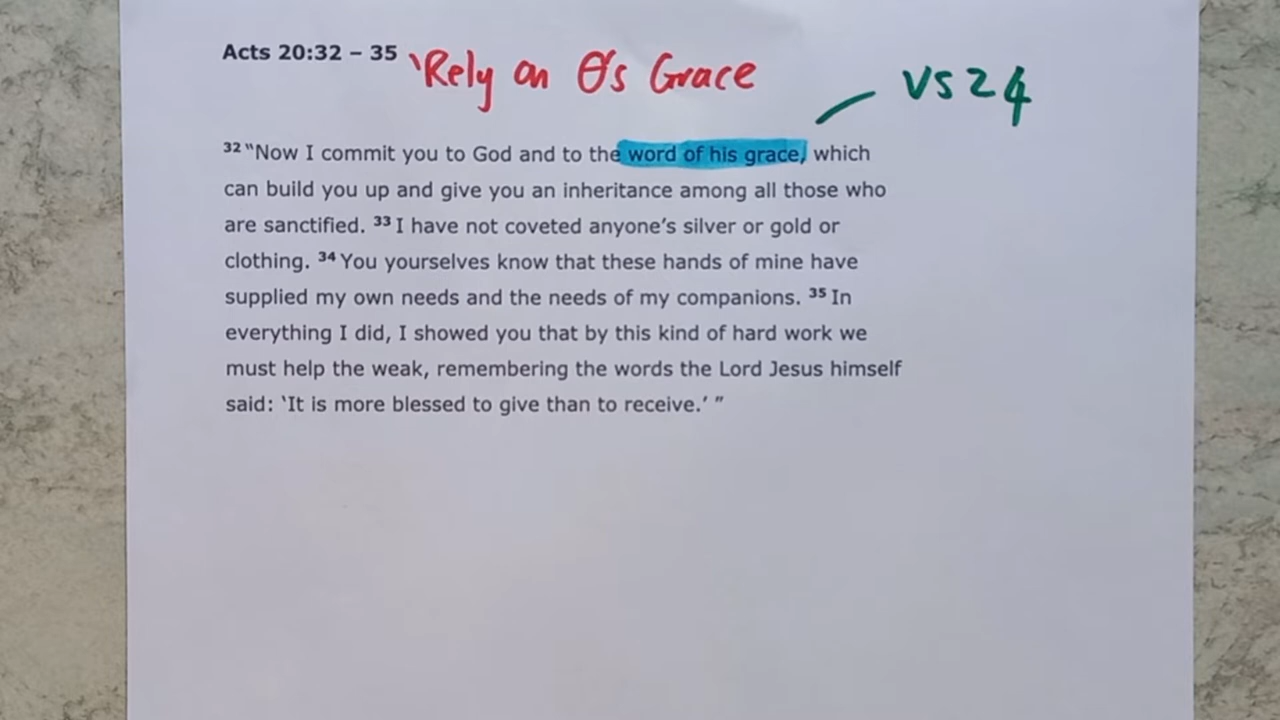 Acts 20:32 – 35 'Rely on θ's Grace
vs 24
³² “Now I commit you to God and to the word of his grace, which
can build you up and give you an inheritance among all those who
are sanctified. ³³ I have not coveted anyone’s silver or gold or
clothing. ³⁴ You yourselves know that these hands of mine have
supplied my own needs and the needs of my companions. ³⁵ In
everything I did, I showed you that by this kind of hard work we
must help the weak, remembering the words the Lord Jesus himself
said: ‘It is more blessed to give than to receive.’ ”